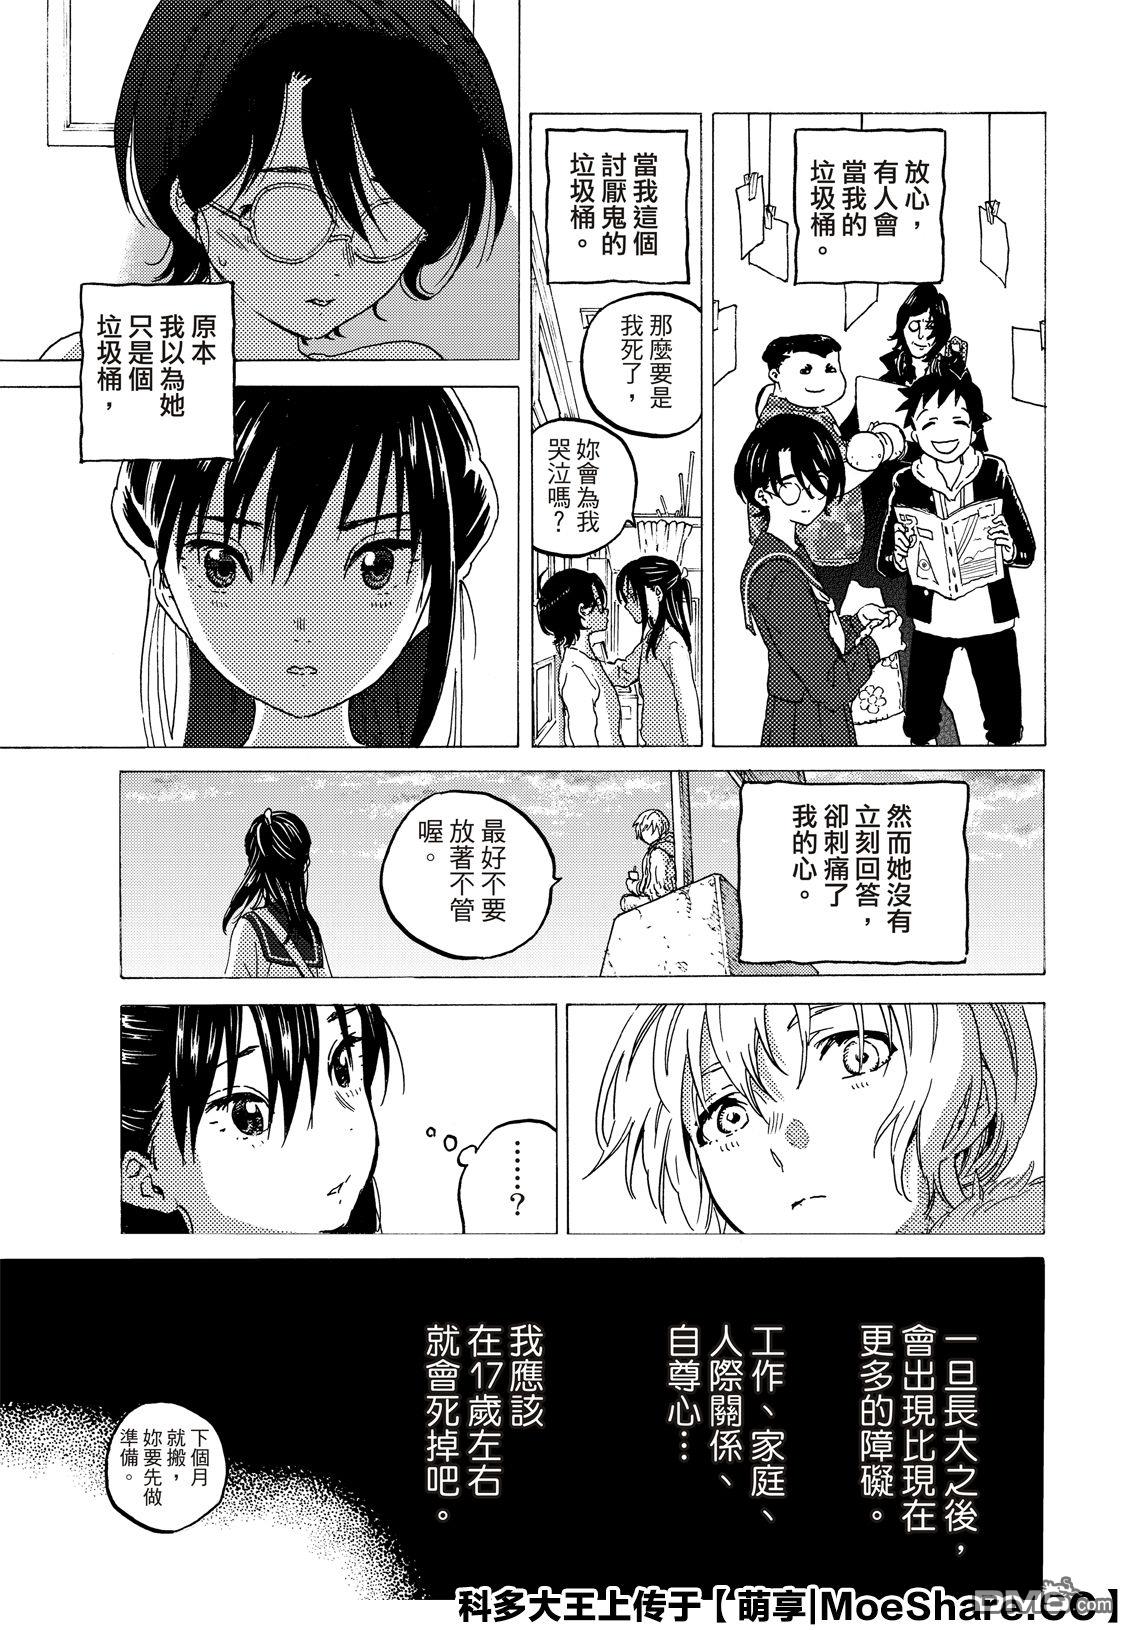 放心，
有人會
當我的
垃圾桶。
當我這個
討厭鬼的
垃圾桶。
那麼要是
我死了，
妳會為我
哭泣嗎？
原本
我以為她
只是個
垃圾桶，
然而她沒有
立刻回答，
卻刺痛了
我的心。
最好不要
放著不管
喔。
……？
一旦長大之後，
會出現比現在
更多的障礙。
工作、家庭、
人際關係、
自尊心…
我應該
在17歲左右
就會死掉吧。
下個月
就搬，
妳要先做
準備。
科多大王上传于【萌享|MoeShare.CC】